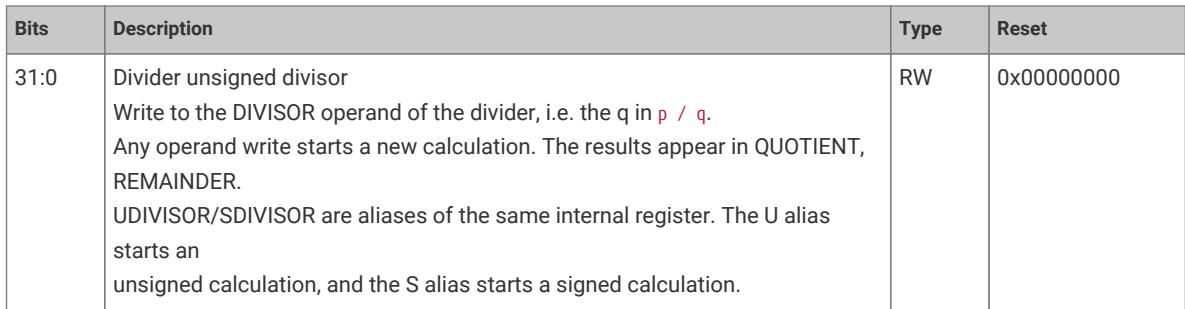 Bits Description Type Reset
31:0 Divider unsigned divisor RW 0x00000000
Write to the DIVISOR operand of the divider, i.e. the q in p / q.
Any operand write starts a new calculation. The results appear in QUOTIENT,
REMAINDER.
UDIVISOR/SDIVISOR are aliases of the same internal register. The U alias
starts an
unsigned calculation, and the S alias starts a signed calculation.